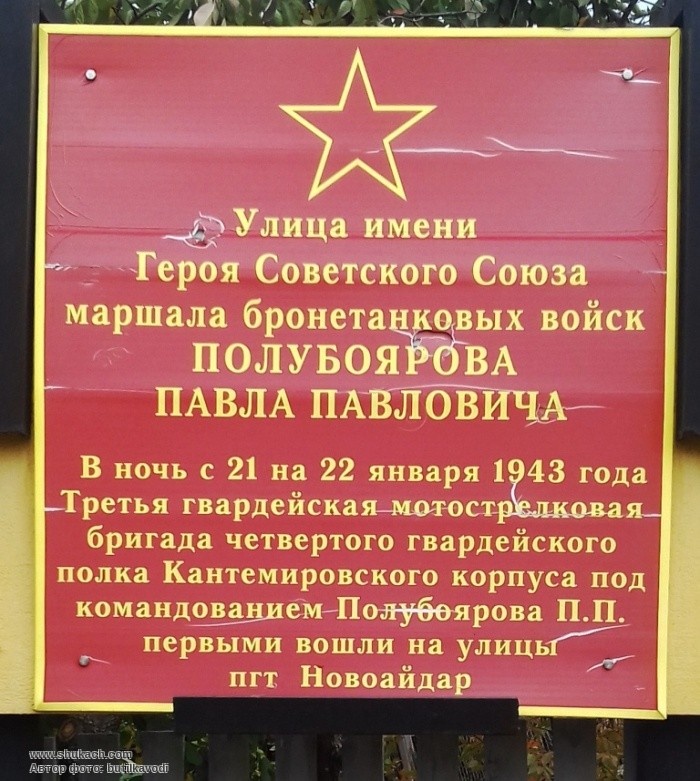 Улица имени
Героя Советского Союза
маршала бронетанковых войск
ПОЛУБОЯРОВА
ПАВЛА ПАВЛОВИЧА
В ночь с 21 на 22 января 1943 года
Третья гвардейская мотострелковая
бригада четвертого гвардейского
полка Кантемировского корпуса под
командованием Полубоярова П.П.
первыми вошли на улицы
пгт Новоайдар
www.shukach.com
Автор фото: butilkavodi